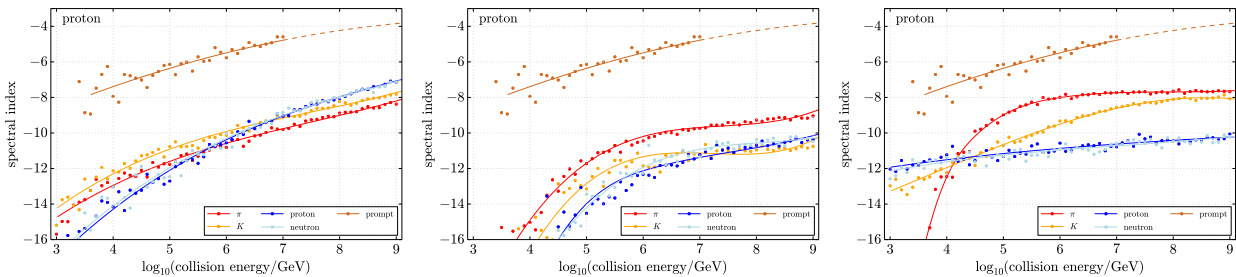 proton
spectral index
−4
−6
−8
−10
−12
−14
−16
3 4 5 6 7 8 9
log10(collision energy/GeV)
π proton prompt
K neutron
proton
spectral index
−4
−6
−8
−10
−12
−14
−16
3 4 5 6 7 8 9
log10(collision energy/GeV)
π proton prompt
K neutron
proton
spectral index
−4
−6
−8
−10
−12
−14
−16
3 4 5 6 7 8 9
log10(collision energy/GeV)
π proton prompt
K neutron